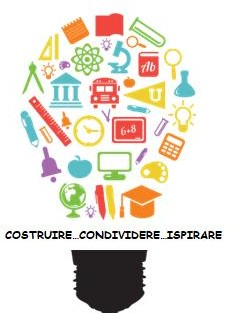 Ab
U
6+8
COSTRUIRE...CONDIVIDERE...ISPIRARE